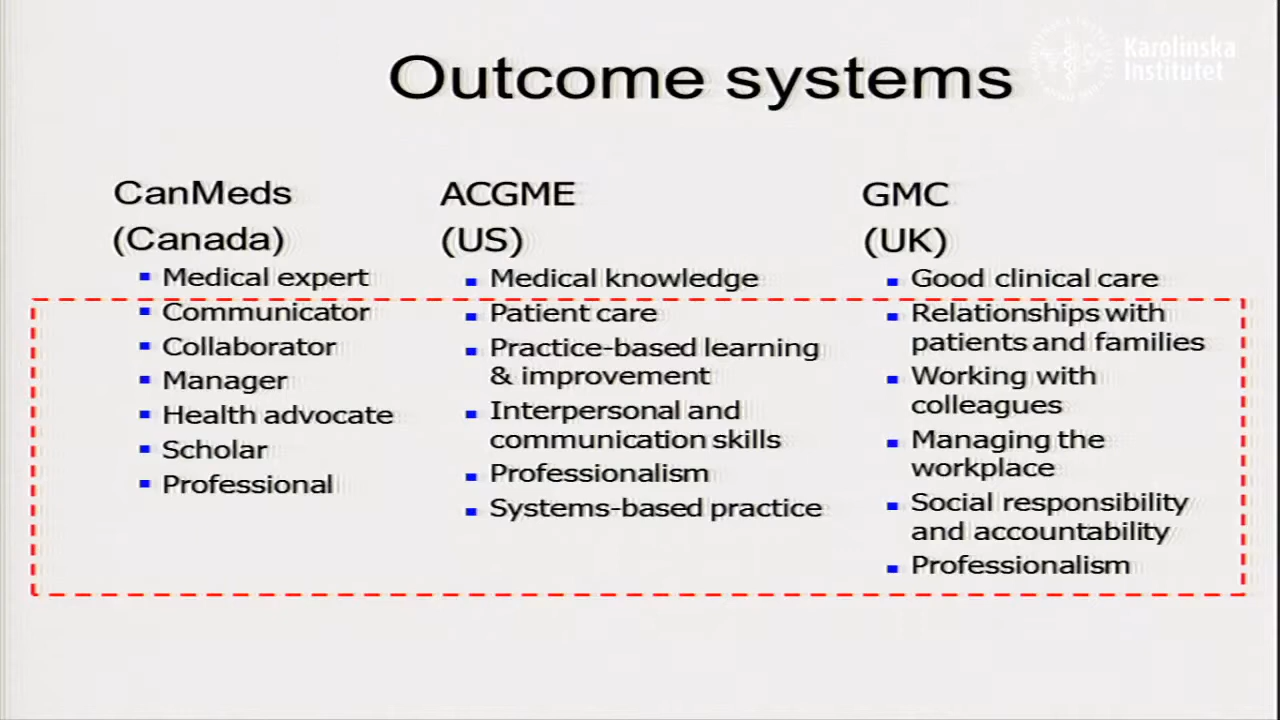 Outcome systems
Karolinska
Institutet
CanMeds
(Canada)
Medical expert
Communicator
Collaborator
Manager
Health advocate
Scholar
Professional
ACGME
(US)
Medical knowledge
Patient care
Practice-based learning
& improvement
Interpersonal and
communication skills
Professionalism
Systems-based practice
GMC
(UK)
Good clinical care
Relationships with
patients and families
Working with
colleagues
Managing the
workplace
Social responsibility
and accountability
Professionalism